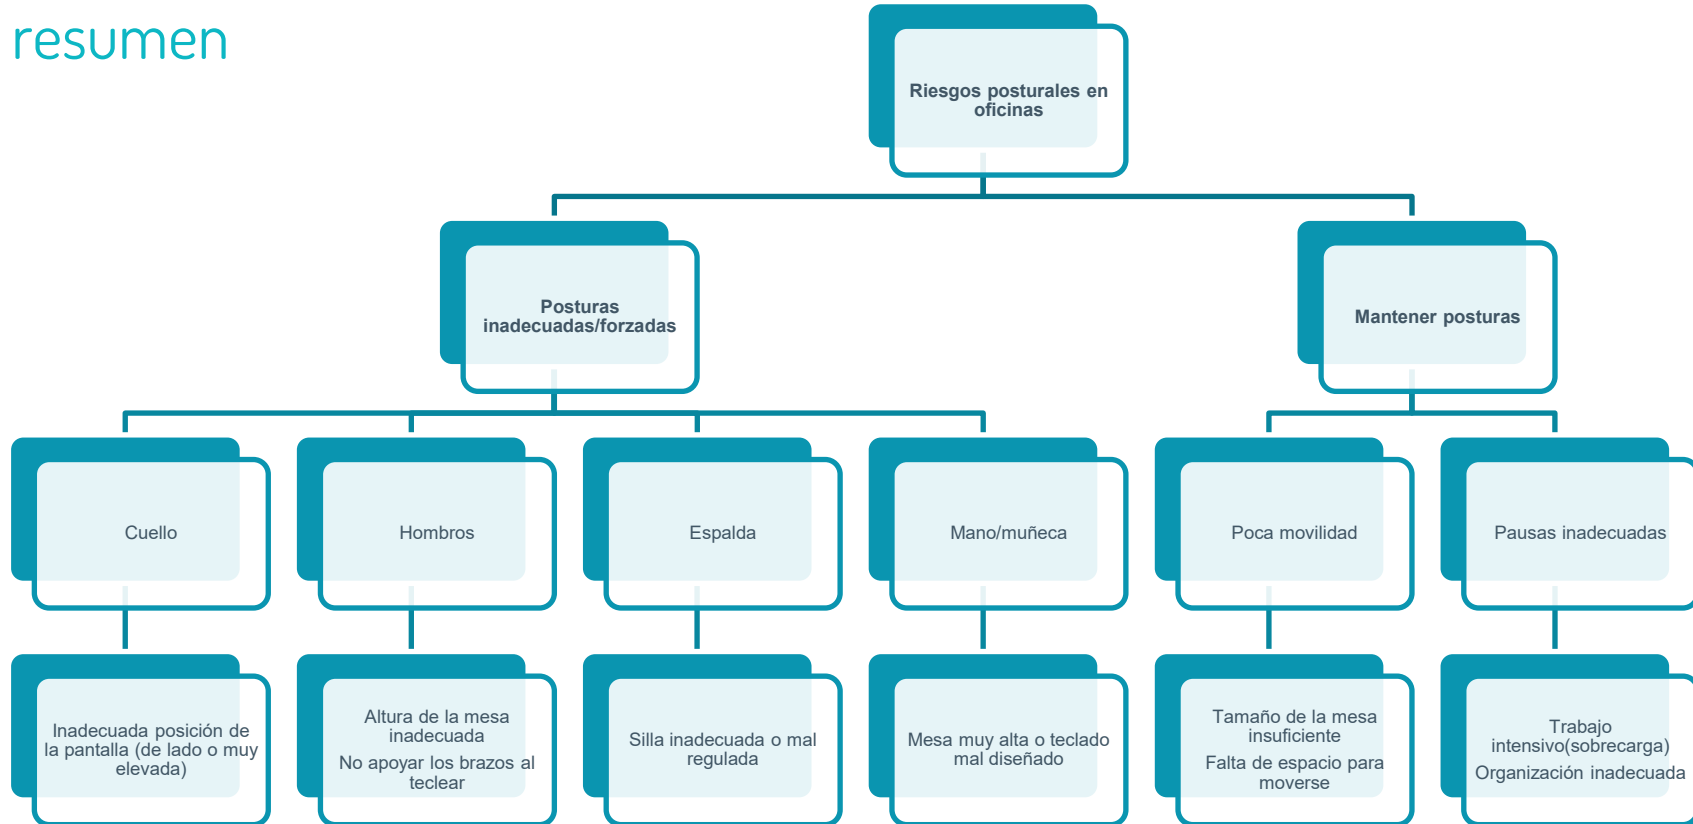 resumen
Riesgos posturales en
oficinas
Posturas
inadecuadas/forzadas
Mantener posturas
Cuello
Hombros
Espalda
Mano/muñeca
Poca movilidad
Pausas inadecuadas
Inadecuada posición de
la pantalla (de lado o muy
elevada)
Altura de la mesa
inadecuada
No apoyar los brazos al
teclear
Silla inadecuada o mal
regulada
Mesa muy alta o teclado
mal diseñado
Tamaño de la mesa
insuficiente
Falta de espacio para
moverse
Trabajo
intensivo(sobrecarga)
Organización inadecuada